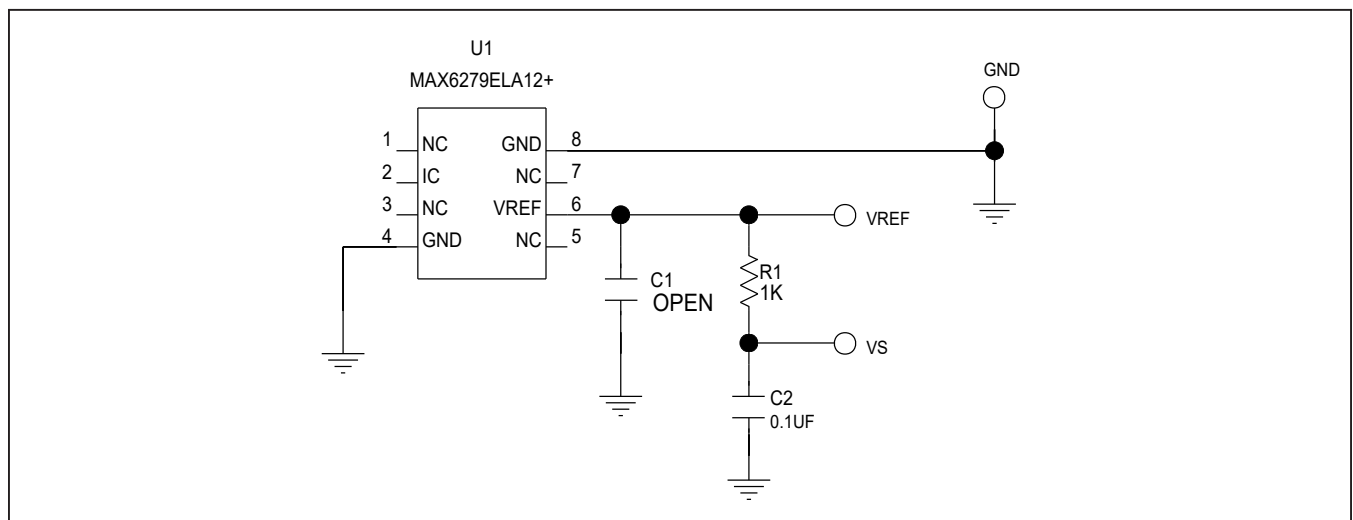 U1
MAX6279ELA12+
GND
1 NC GND 8
2 IC NC 7
3 NC VREF 6
4 GND NC 5
VREF
C1
OPEN
R1
1K
VS
C2
0.1UF